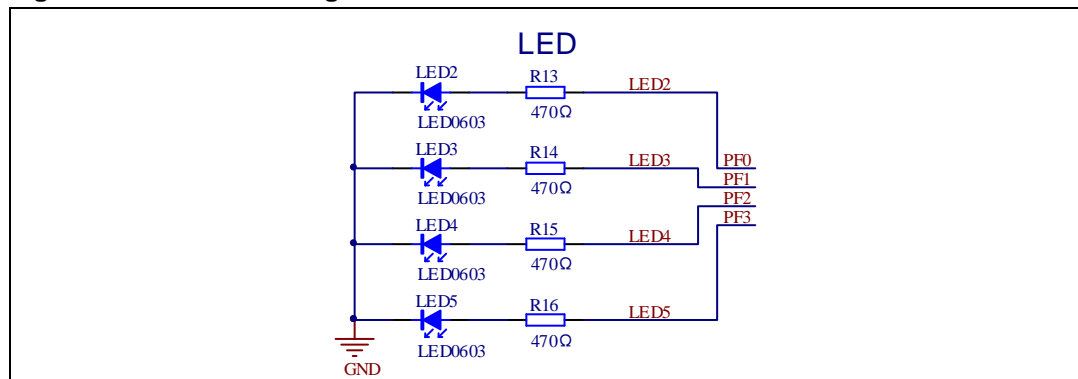 LED
LED2
R13
LED2
LED0603
470Ω
LED3
R14
LED3
PF0
LED0603
470Ω
PF1
PF2
LED4
R15
LED4
PF3
LED0603
470Ω
LED5
R16
LED5
LED0603
470Ω
GND